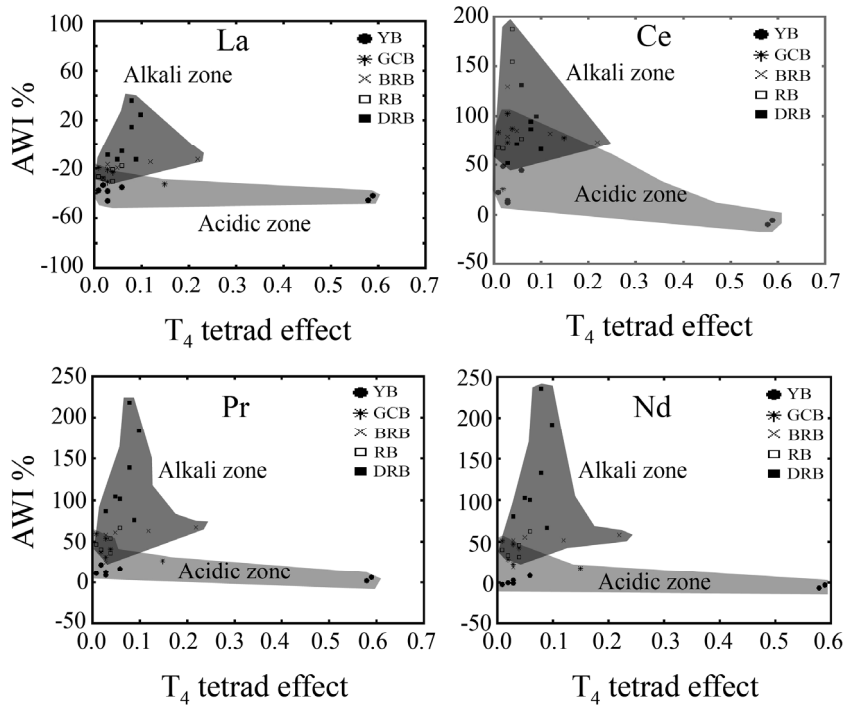 La
Ce
AWI %
100
60
20
-20
-60
-100
0.0 0.1 0.2 0.3 0.4 0.5 0.6 0.7
T4 tetrad effect
Alkali zone
Acidic zone
YB
GCB
BRB
RB
DRB
200
150
100
50
0
-50
0.0 0.2 0.4 0.6 0.8
T4 tetrad effect
Alkali zone
Acidic zone
YB
GCB
BRB
RB
DRB
Pr
Nd
AWI %
250
200
150
100
50
0
-50
0.0 0.1 0.2 0.3 0.4 0.5 0.6 0.7
T4 tetrad effect
Alkali zone
Acidic zonc
YB
GCB
BRB
RB
DRB
250
200
150
100
50
0
-50
0.0 0.1 0.2 0.3 0.4 0.5 0.6
T4 tetrad effect
Alkali zone
Acidic zone
YB
GCB
BRB
RB
DRB